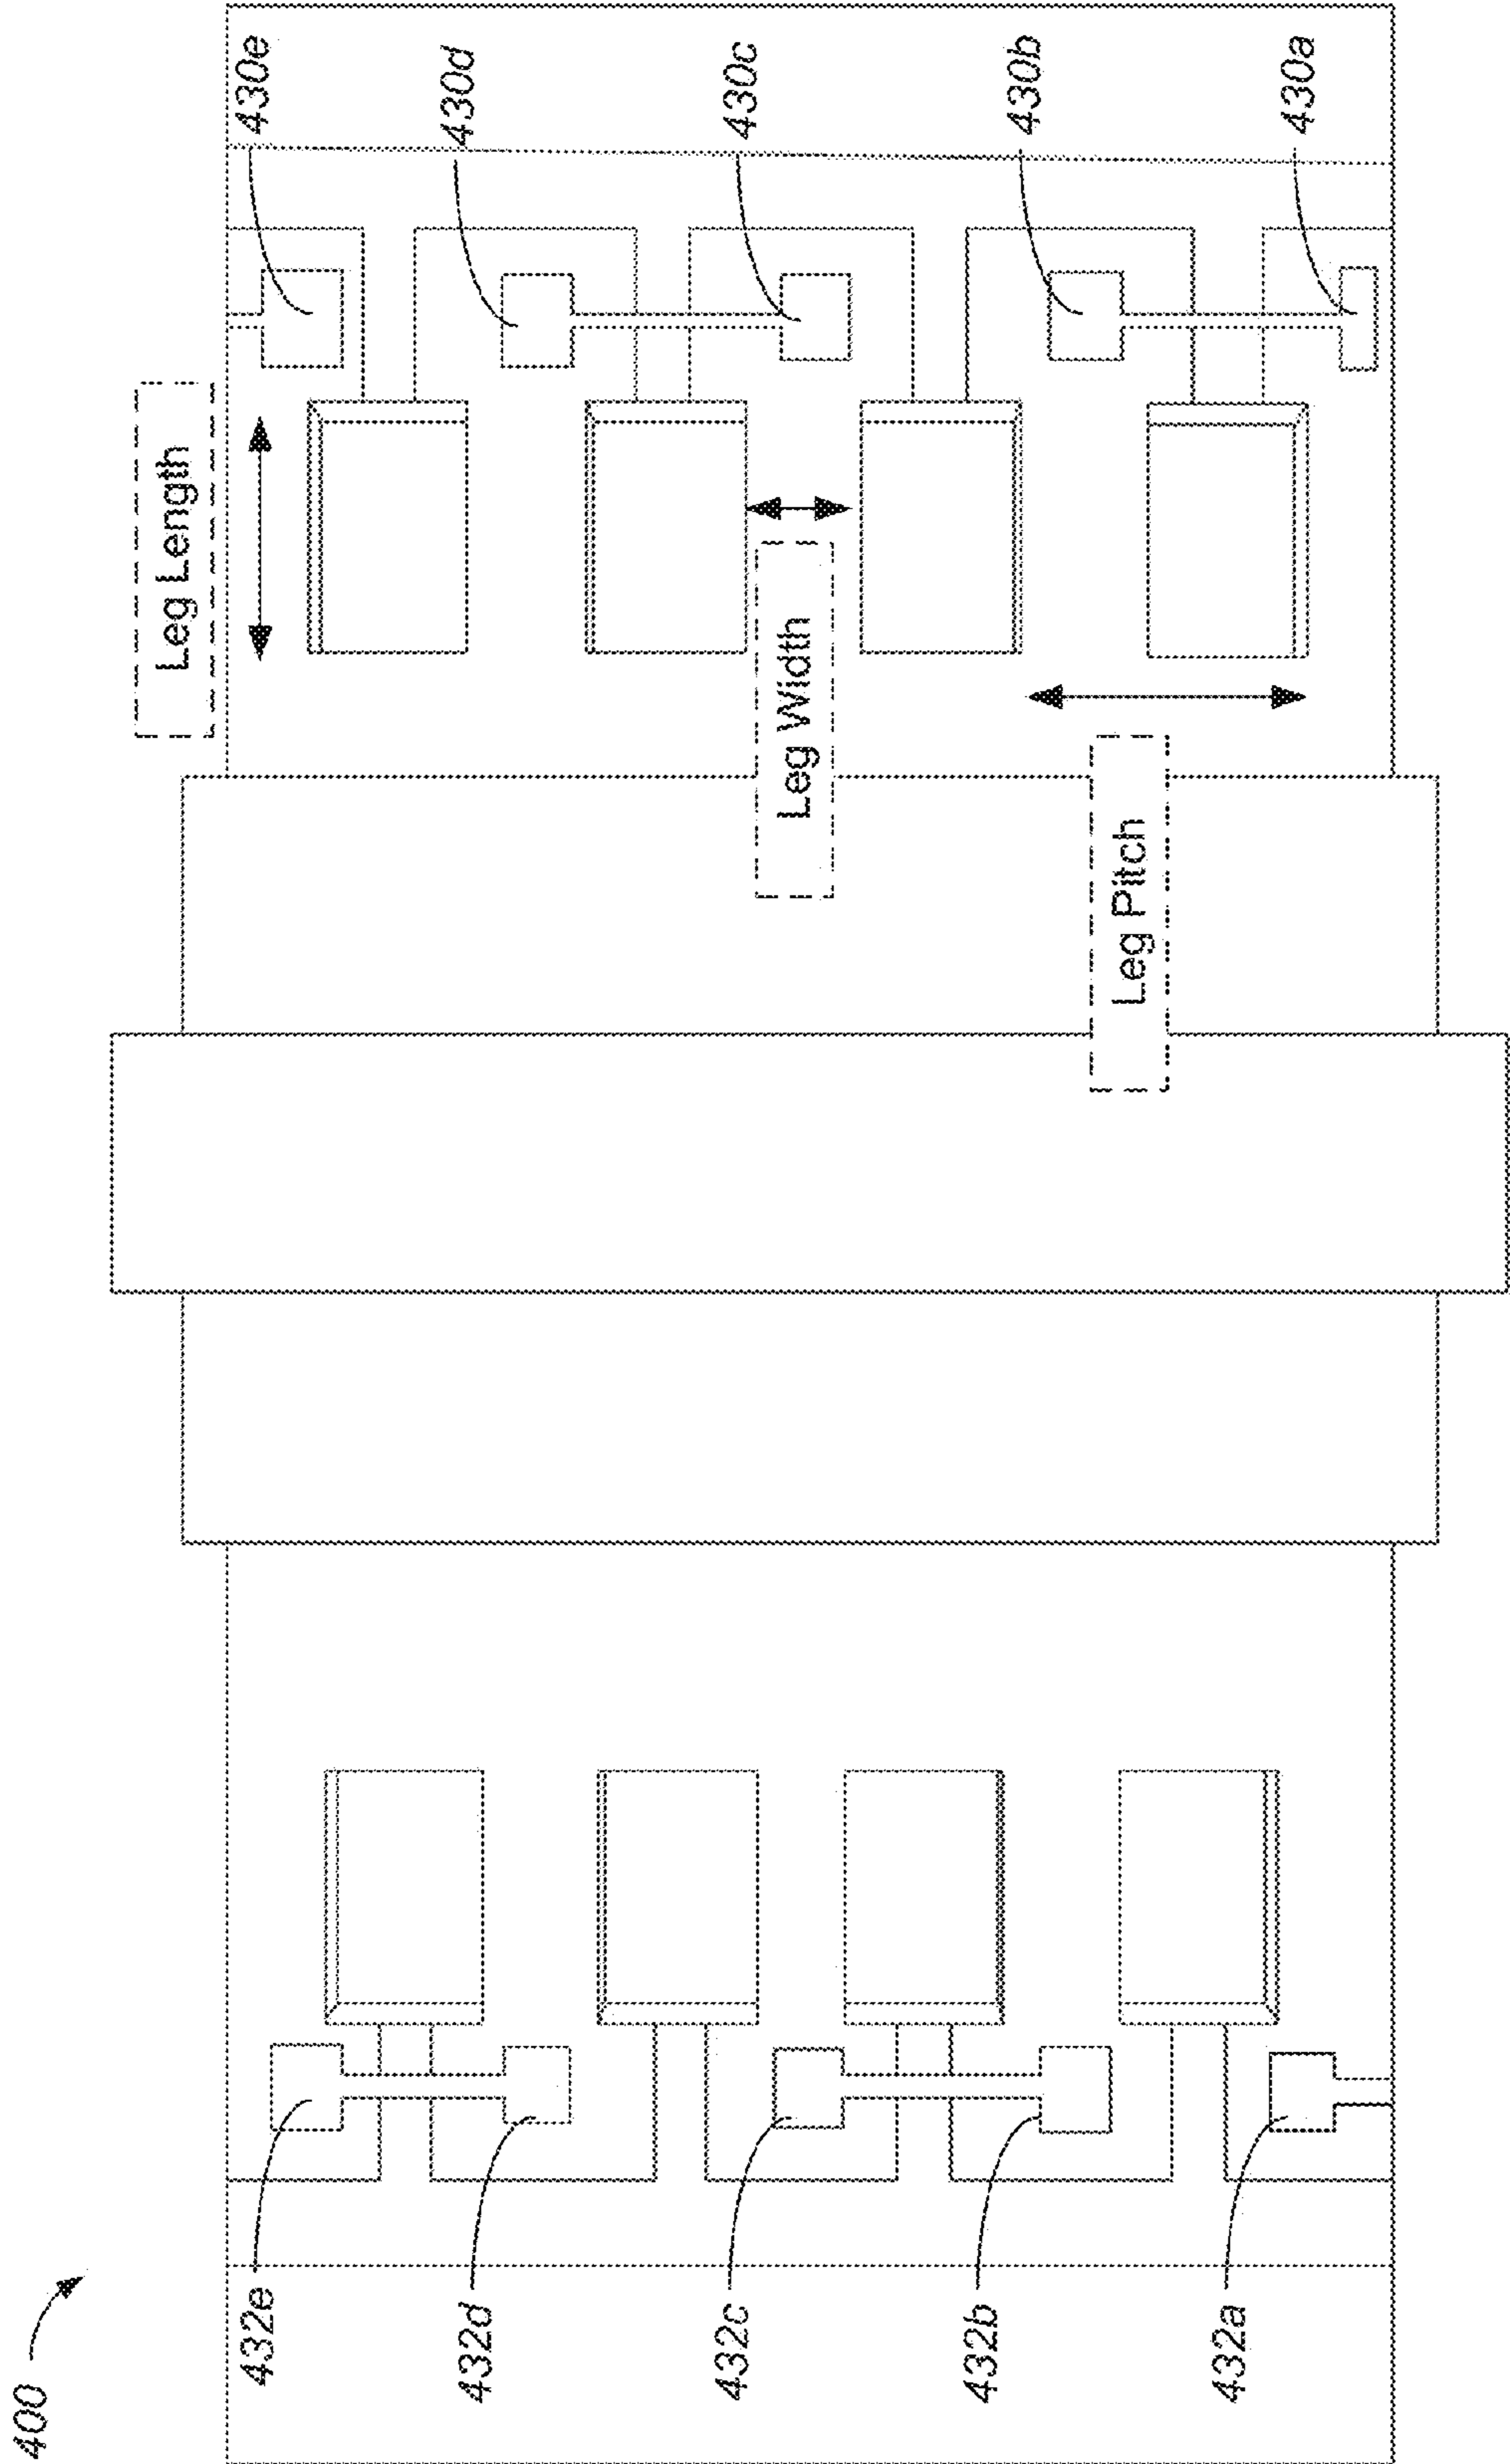 400
432e
432d
432c
432b
432a
Leg Length
Leg Width
Leg Pitch
430e
430d
430c
430b
430a